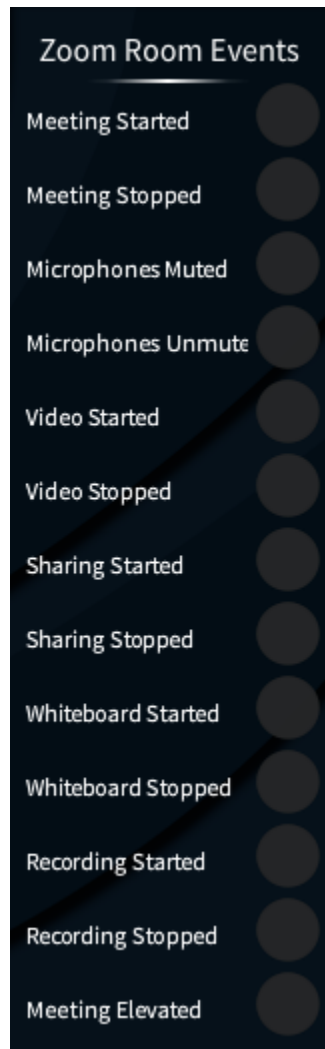 Zoom Room Events
Meeting Started
Meeting Stopped
Microphones Muted
Microphones Unmute
Video Started
Video Stopped
Sharing Started
Sharing Stopped
Whiteboard Started
Whiteboard Stopped
Recording Started
Recording Stopped
Meeting Elevated